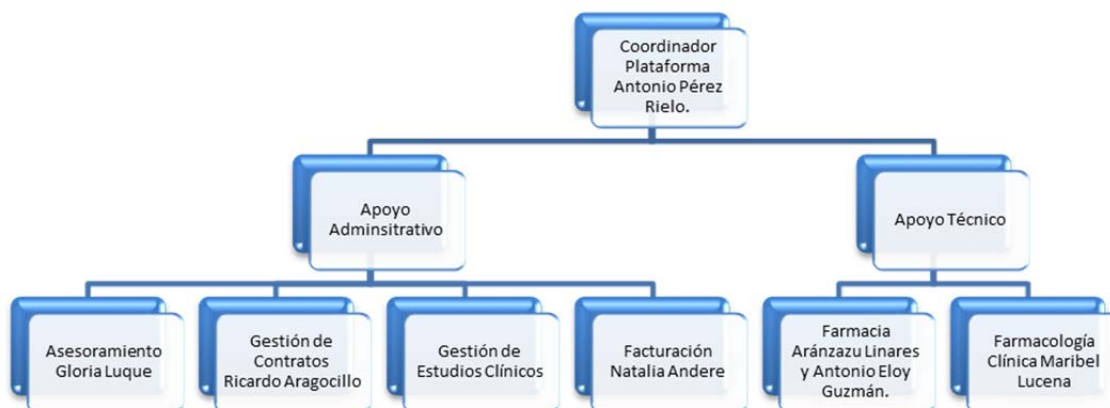 Coordinador
Plataforma
Antonio Pérez
Rielo.
Apoyo
Adminsitrativo
Apoyo Técnico
Asesoramiento
Gloria Luque
Gestión de
Contratos
Ricardo Aragocillo
Gestión de
Estudios Clínicos
Facturación
Natalia Andere
Farmacia
Aránzazu Linares
y Antonio Eloy
Guzmán.
Farmacología
Clínica Maribel
Lucena